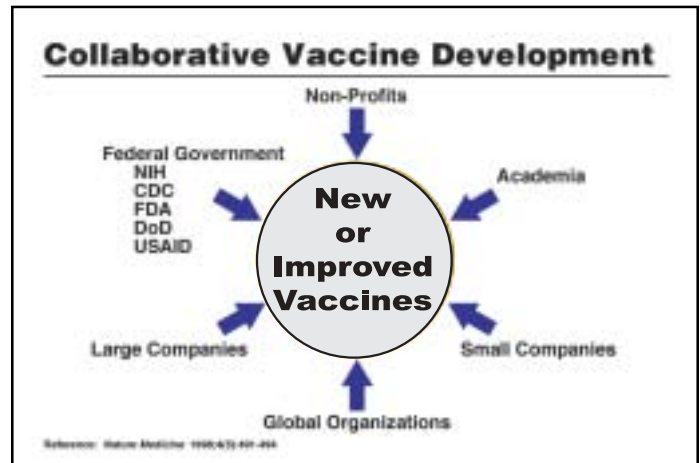 Collaborative Vaccine Development
Non-Profits
Federal Government
NIH
CDC
FDA
DoD
USAID
Academia
New
or
Improved
Vaccines
Large Companies
Small Companies
Global Organizations
Reference: Nature Medicine